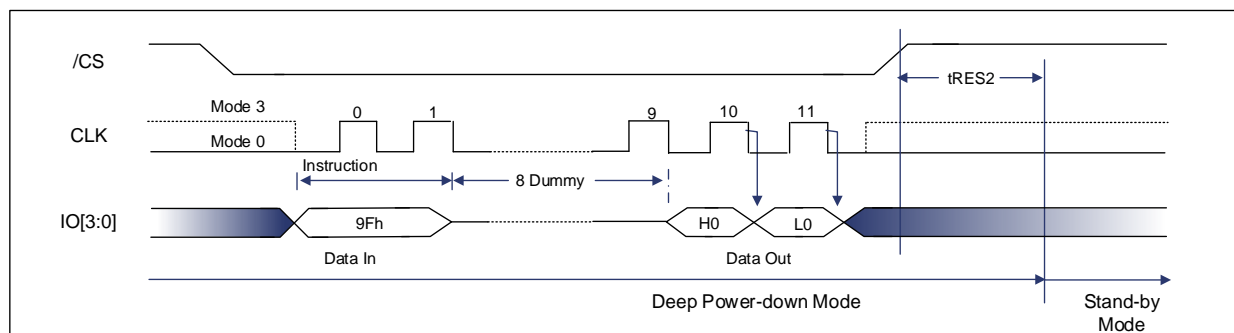 /CS
tRES2
Mode 3
0 1 9 10 11
CLK
Mode 0
Instruction
8 Dummy
IO[3:0]
9Fh
H0
L0
Data In
Data Out
Deep Power-down Mode
Stand-by
Mode